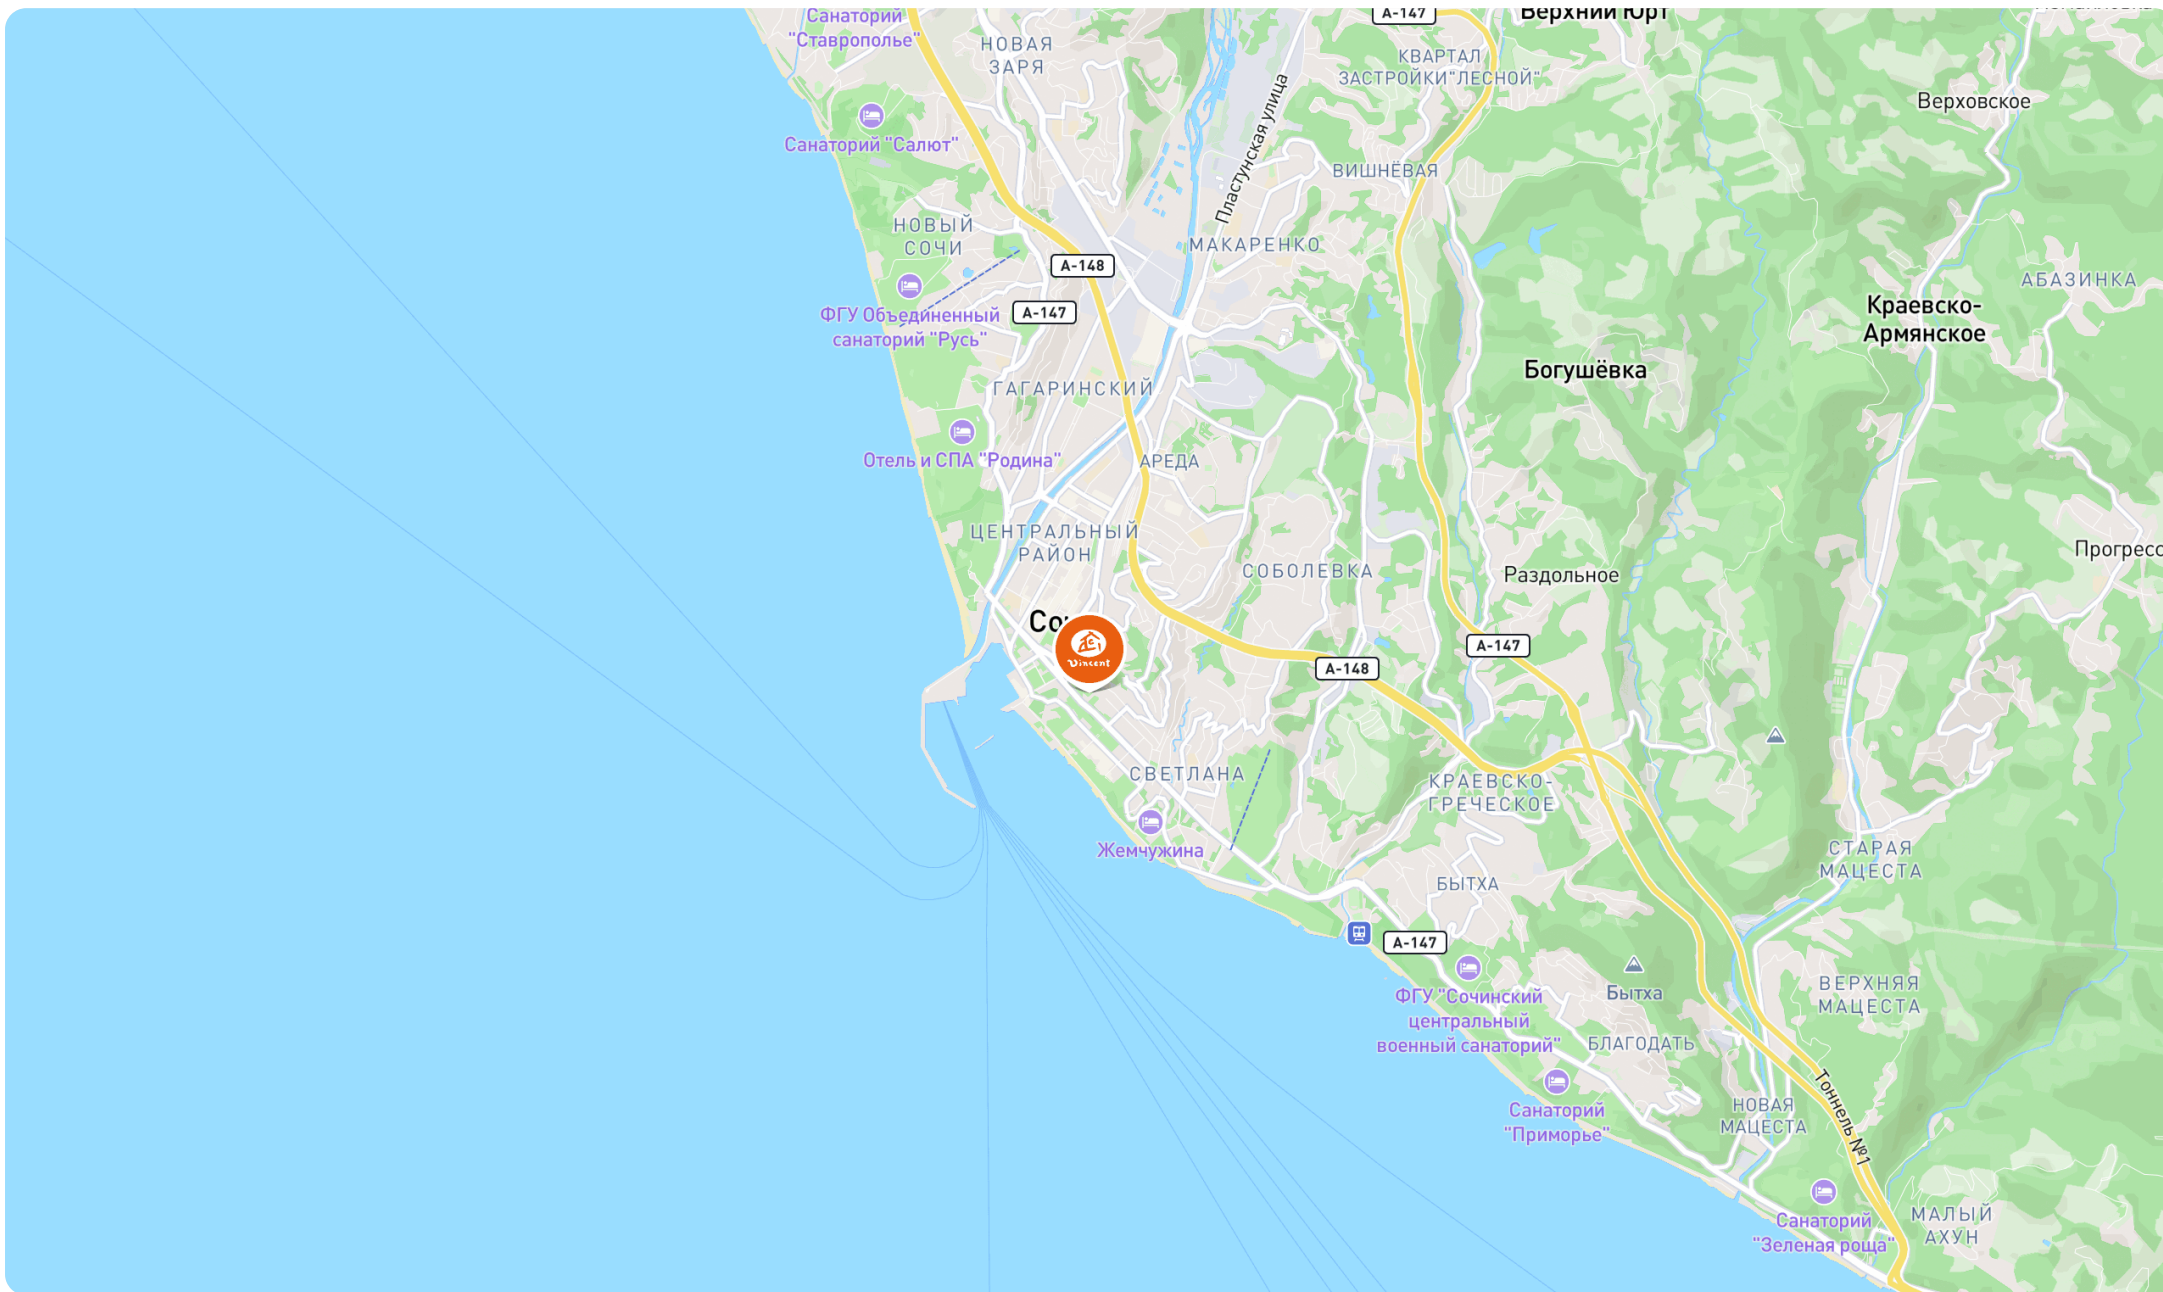 Санаторий
"Ставрополье"
НОВАЯ
ЗАРЯ
А-147
Верхний Юрт
КВАРТАЛ
ЗАСТРОЙКИ"ЛЕСНОЙ"
Пластунская улица
Верховское
Санаторий "Салют"
ВИШНЁВАЯ
НОВЫЙ
СОЧИ
МАКАРЕНКО
А-148
АБАЗИНКА
ФГУ Объединенный
санаторий "Русь"
А-147
Краевско-
Армянское
Богушёвка
ГАГАРИНСКИЙ
Отель и СПА "Родина"
АРЕДА
ЦЕНТРАЛЬНЫЙ
РАЙОН
Прогресс
СОБОЛЕВКА
Раздольное
Со
Vincent
А-147
А-148
СВЕТЛАНА
КРАЕВСКО-
ГРЕЧЕСКОЕ
Жемчужина
СТАРАЯ
МАЦЕСТА
БЫТХА
А-147
ФГУ "Сочинский
центральный
военный санаторий"
Бытха
ВЕРХНЯЯ
МАЦЕСТА
БЛАГОДАТЬ
Санаторий
"Приморье"
НОВАЯ
МАЦЕСТА
Тоннель №1
Санаторий
"Зеленая роща"
МАЛЫЙ
АХУН